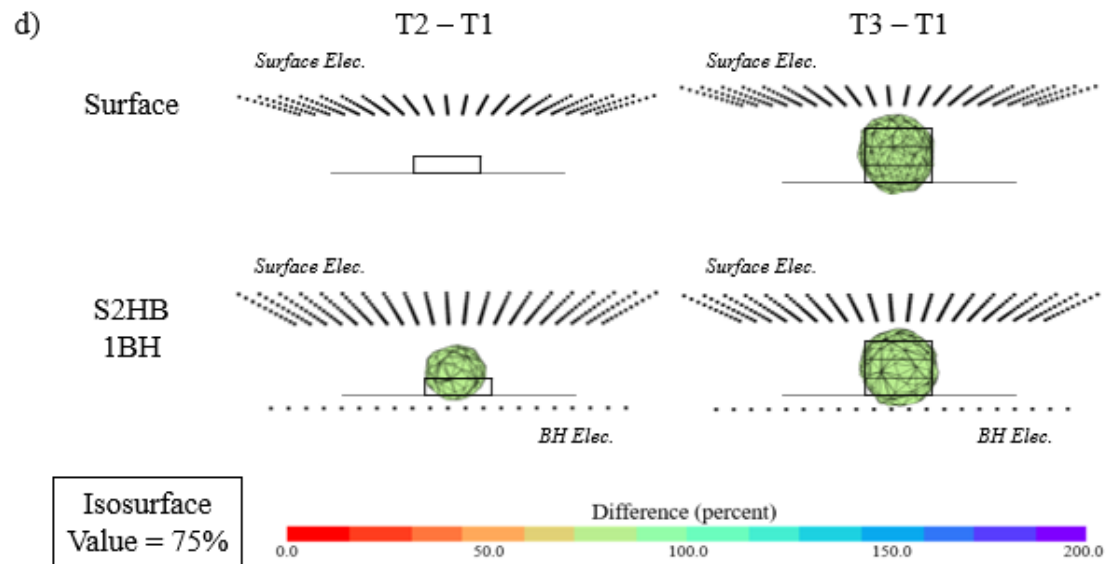 d)
T2 – T1
T3 – T1
Surface Elec.
Surface Elec.
Surface
Surface Elec.
Surface Elec.
S2HB
1BH
BH Elec.
BH Elec.
Isosurface
Value = 75%
Difference (percent)
0.0
50.0
100.0
150.0
200.0